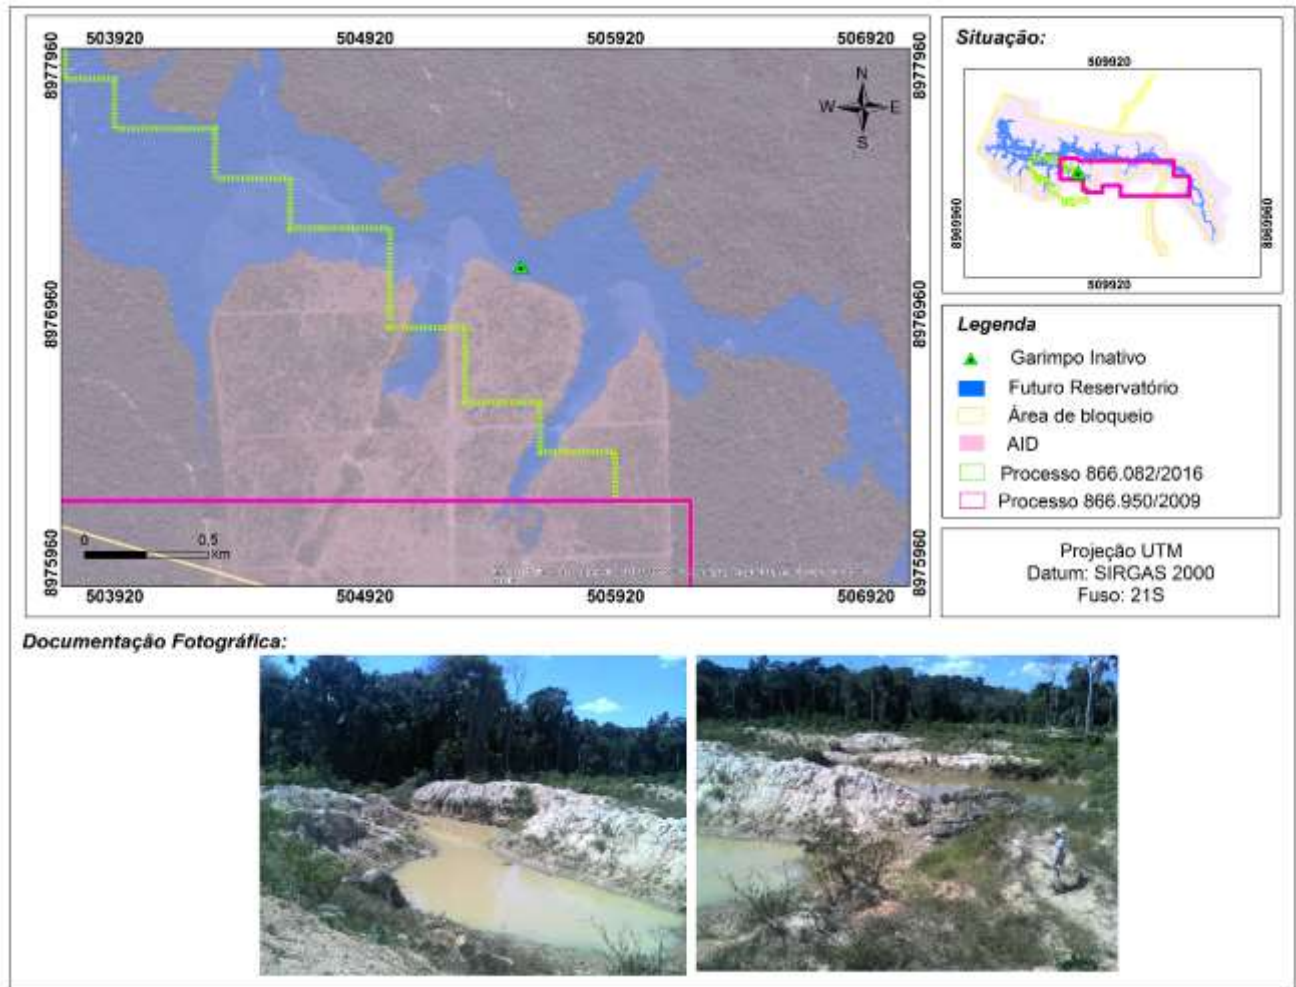 503920 504920 505920 506920
8977960
8977960
N
W E
S
8976960
8976960
0 0.5
Km
8975960
8975960
503920 504920 505920 506920
Situação:
509920
8969960
8969960
509920
Legenda
Garimpo Inativo
Futuro Reservatório
Área de bloqueio
AID
Processo 866.082/2016
Processo 866.950/2009
Projeção UTM
Datum: SIRGAS 2000
Fuso: 21S
Documentação Fotográfica: